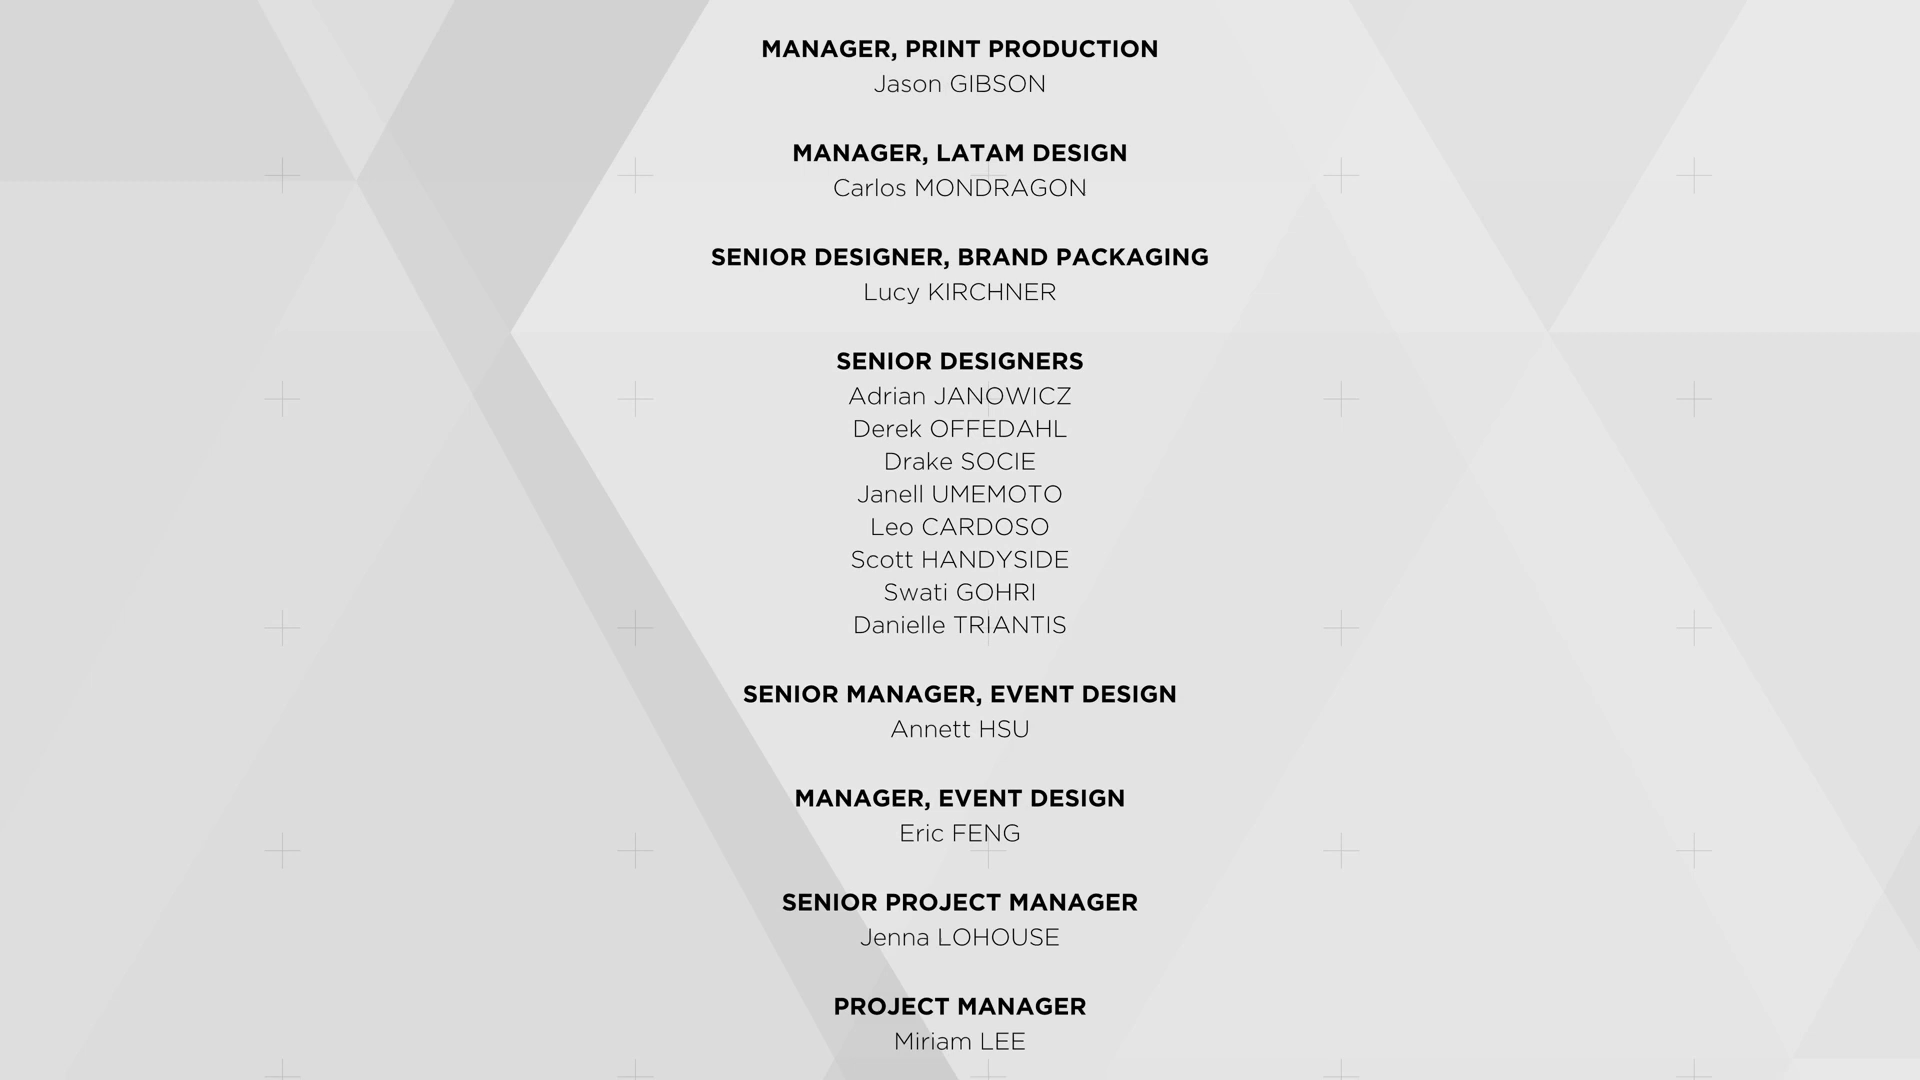 MANAGER, PRINT PRODUCTION
Jason GIBSON
MANAGER, LATAM DESIGN
Carlos MONDRAGON
SENIOR DESIGNER, BRAND PACKAGING
Lucy KIRCHNER
SENIOR DESIGNERS
Adrian JANOWICZ
Derek OFFEDAHL
Drake SOCIE
Janell UMEMOTO
Leo CARDOSO
Scott HANDYSIDE
Swati GOHRI
Danielle TRIANTIS
SENIOR MANAGER, EVENT DESIGN
Annett HSU
MANAGER, EVENT DESIGN
Eric FENG
SENIOR PROJECT MANAGER
Jenna LOHOUSE
PROJECT MANAGER
Miriam LEE